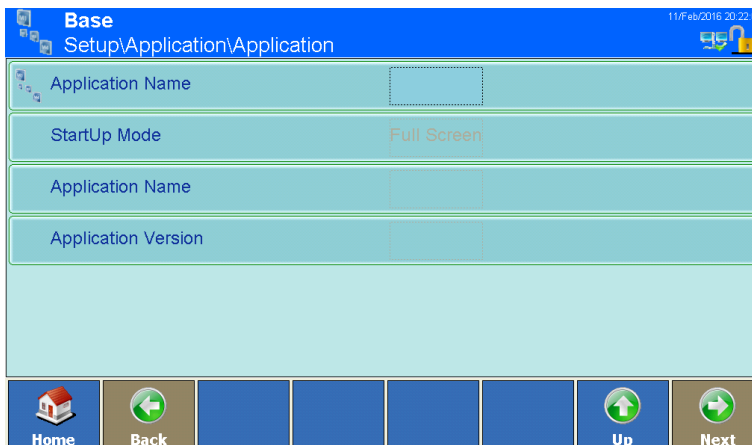 Base
11/Feb/2016 20:22:
Setup\Application\Application
Application Name
StartUp Mode Full Screen
Application Name
Application Version
Home Back Up Next